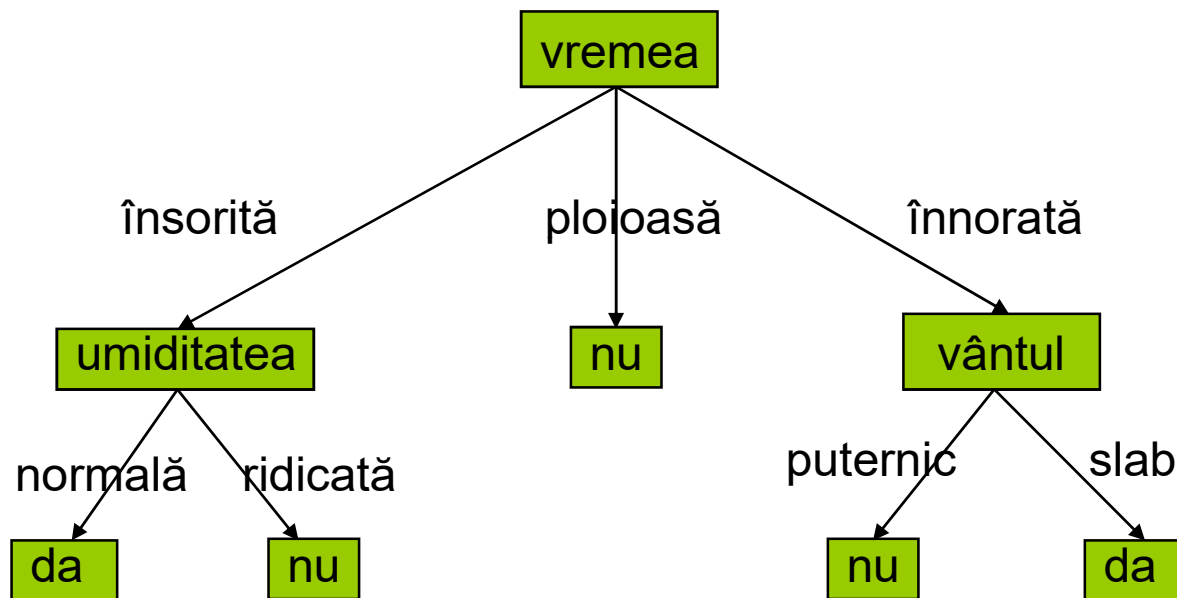 vremea
însorită
ploioasă
înnorată
umiditatea
nu
vântul
normală
ridicată
puternic
slab
da
nu
nu
da